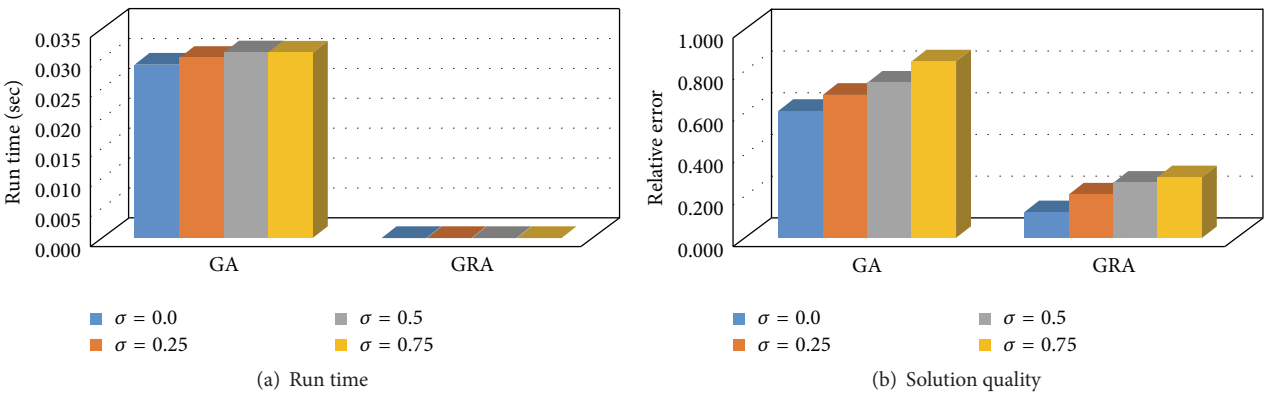 0.035
0.030
0.025
0.020
0.015
0.010
0.005
0.000
Run time (sec)
GA
GRA
σ = 0.0
σ = 0.5
σ = 0.25
σ = 0.75
(a) Run time
1.000
0.800
0.600
0.400
0.200
0.000
Relative error
GA
GRA
σ = 0.0
σ = 0.5
σ = 0.25
σ = 0.75
(b) Solution quality